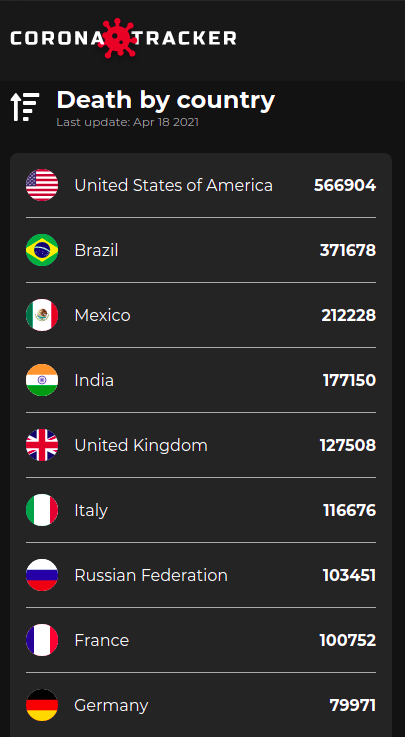 CORONA TRACKER
Death by country
Last update: Apr 18 2021
United States of America 566904
Brazil 371678
Mexico 212228
India 177150
United Kingdom 127508
Italy 116676
Russian Federation 103451
France 100752
Germany 79971